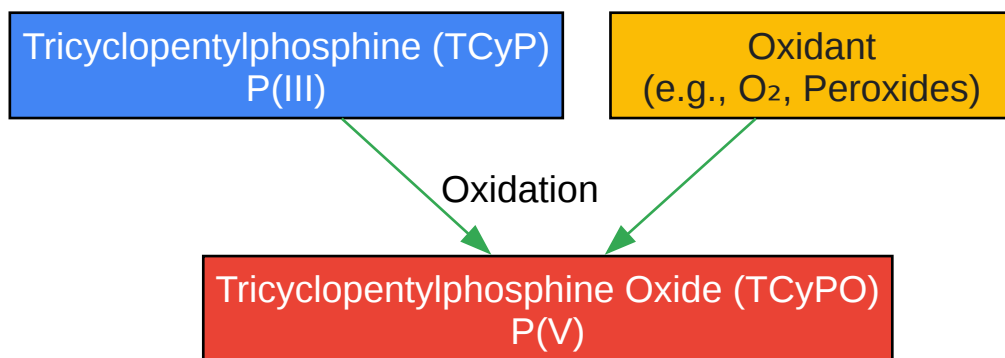 Tricyclopentylphosphine (TCyP)
P(III)
Oxidant
(e.g., O₂, Peroxides)
Oxidation
Tricyclopentylphosphine Oxide (TCyPO)
P(V)